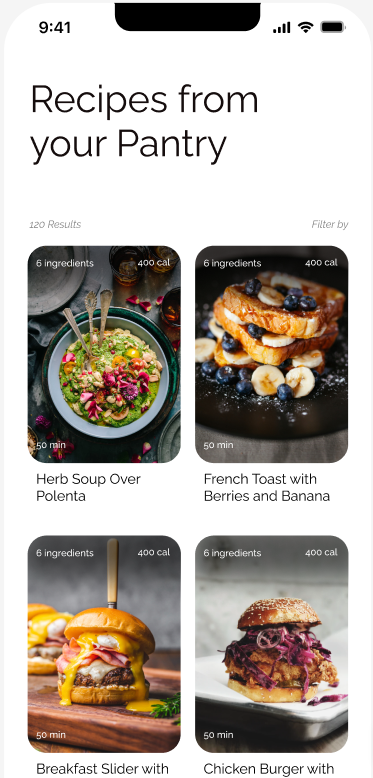 9:41
Recipes from
your Pantry
120 Results
Filter by
6 ingredients
400 cal
50 min
Herb Soup Over
Polenta
6 ingredients
400 cal
50 min
French Toast with
Berries and Banana
6 ingredients
400 cal
50 min
Breakfast Slider with
6 ingredients
400 cal
50 min
Chicken Burger with